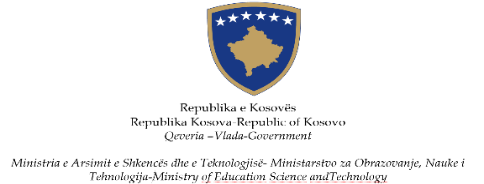 Republika e Kosovës
Republika Kosova-Republic of Kosovo
Qeveria –Vlada-Government
Ministria e Arsimit e Shkencës dhe e Teknologjisë- Ministarstvo za Obrazovanje, Nauke i
Tehnologija-Ministry of Education Science andTechnology